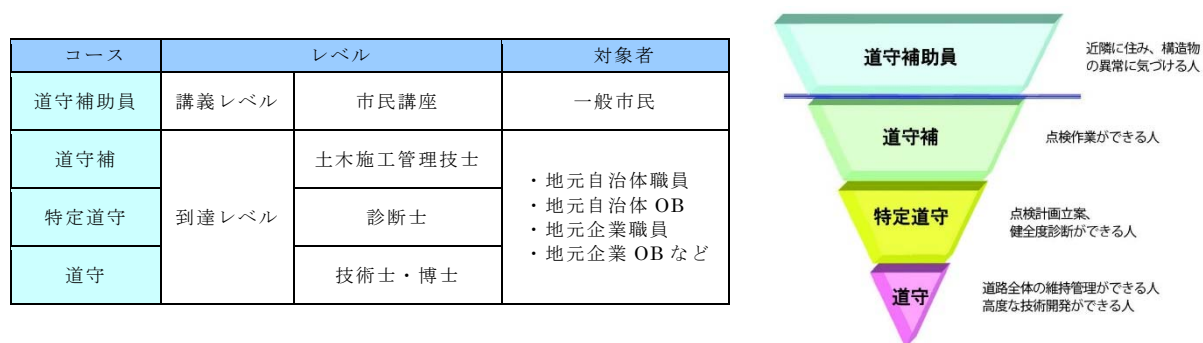 コース レベル 対象者
道守補助員 講義レベル 市民講座 一般市民
道守補 土木施工管理技士
特定道守 到達レベル 診断士
道守 技術士・博士
・地元自治体職員
・地元自治体 OB
・地元企業職員
・地元企業 OB など
道守補助員
近隣に住み、構造物
の異常に気づける人
道守補
点検作業ができる人
特定道守
点検計画立案、
健全度診断ができる人
道守
道路全体の維持管理ができる人
高度な技術開発ができる人